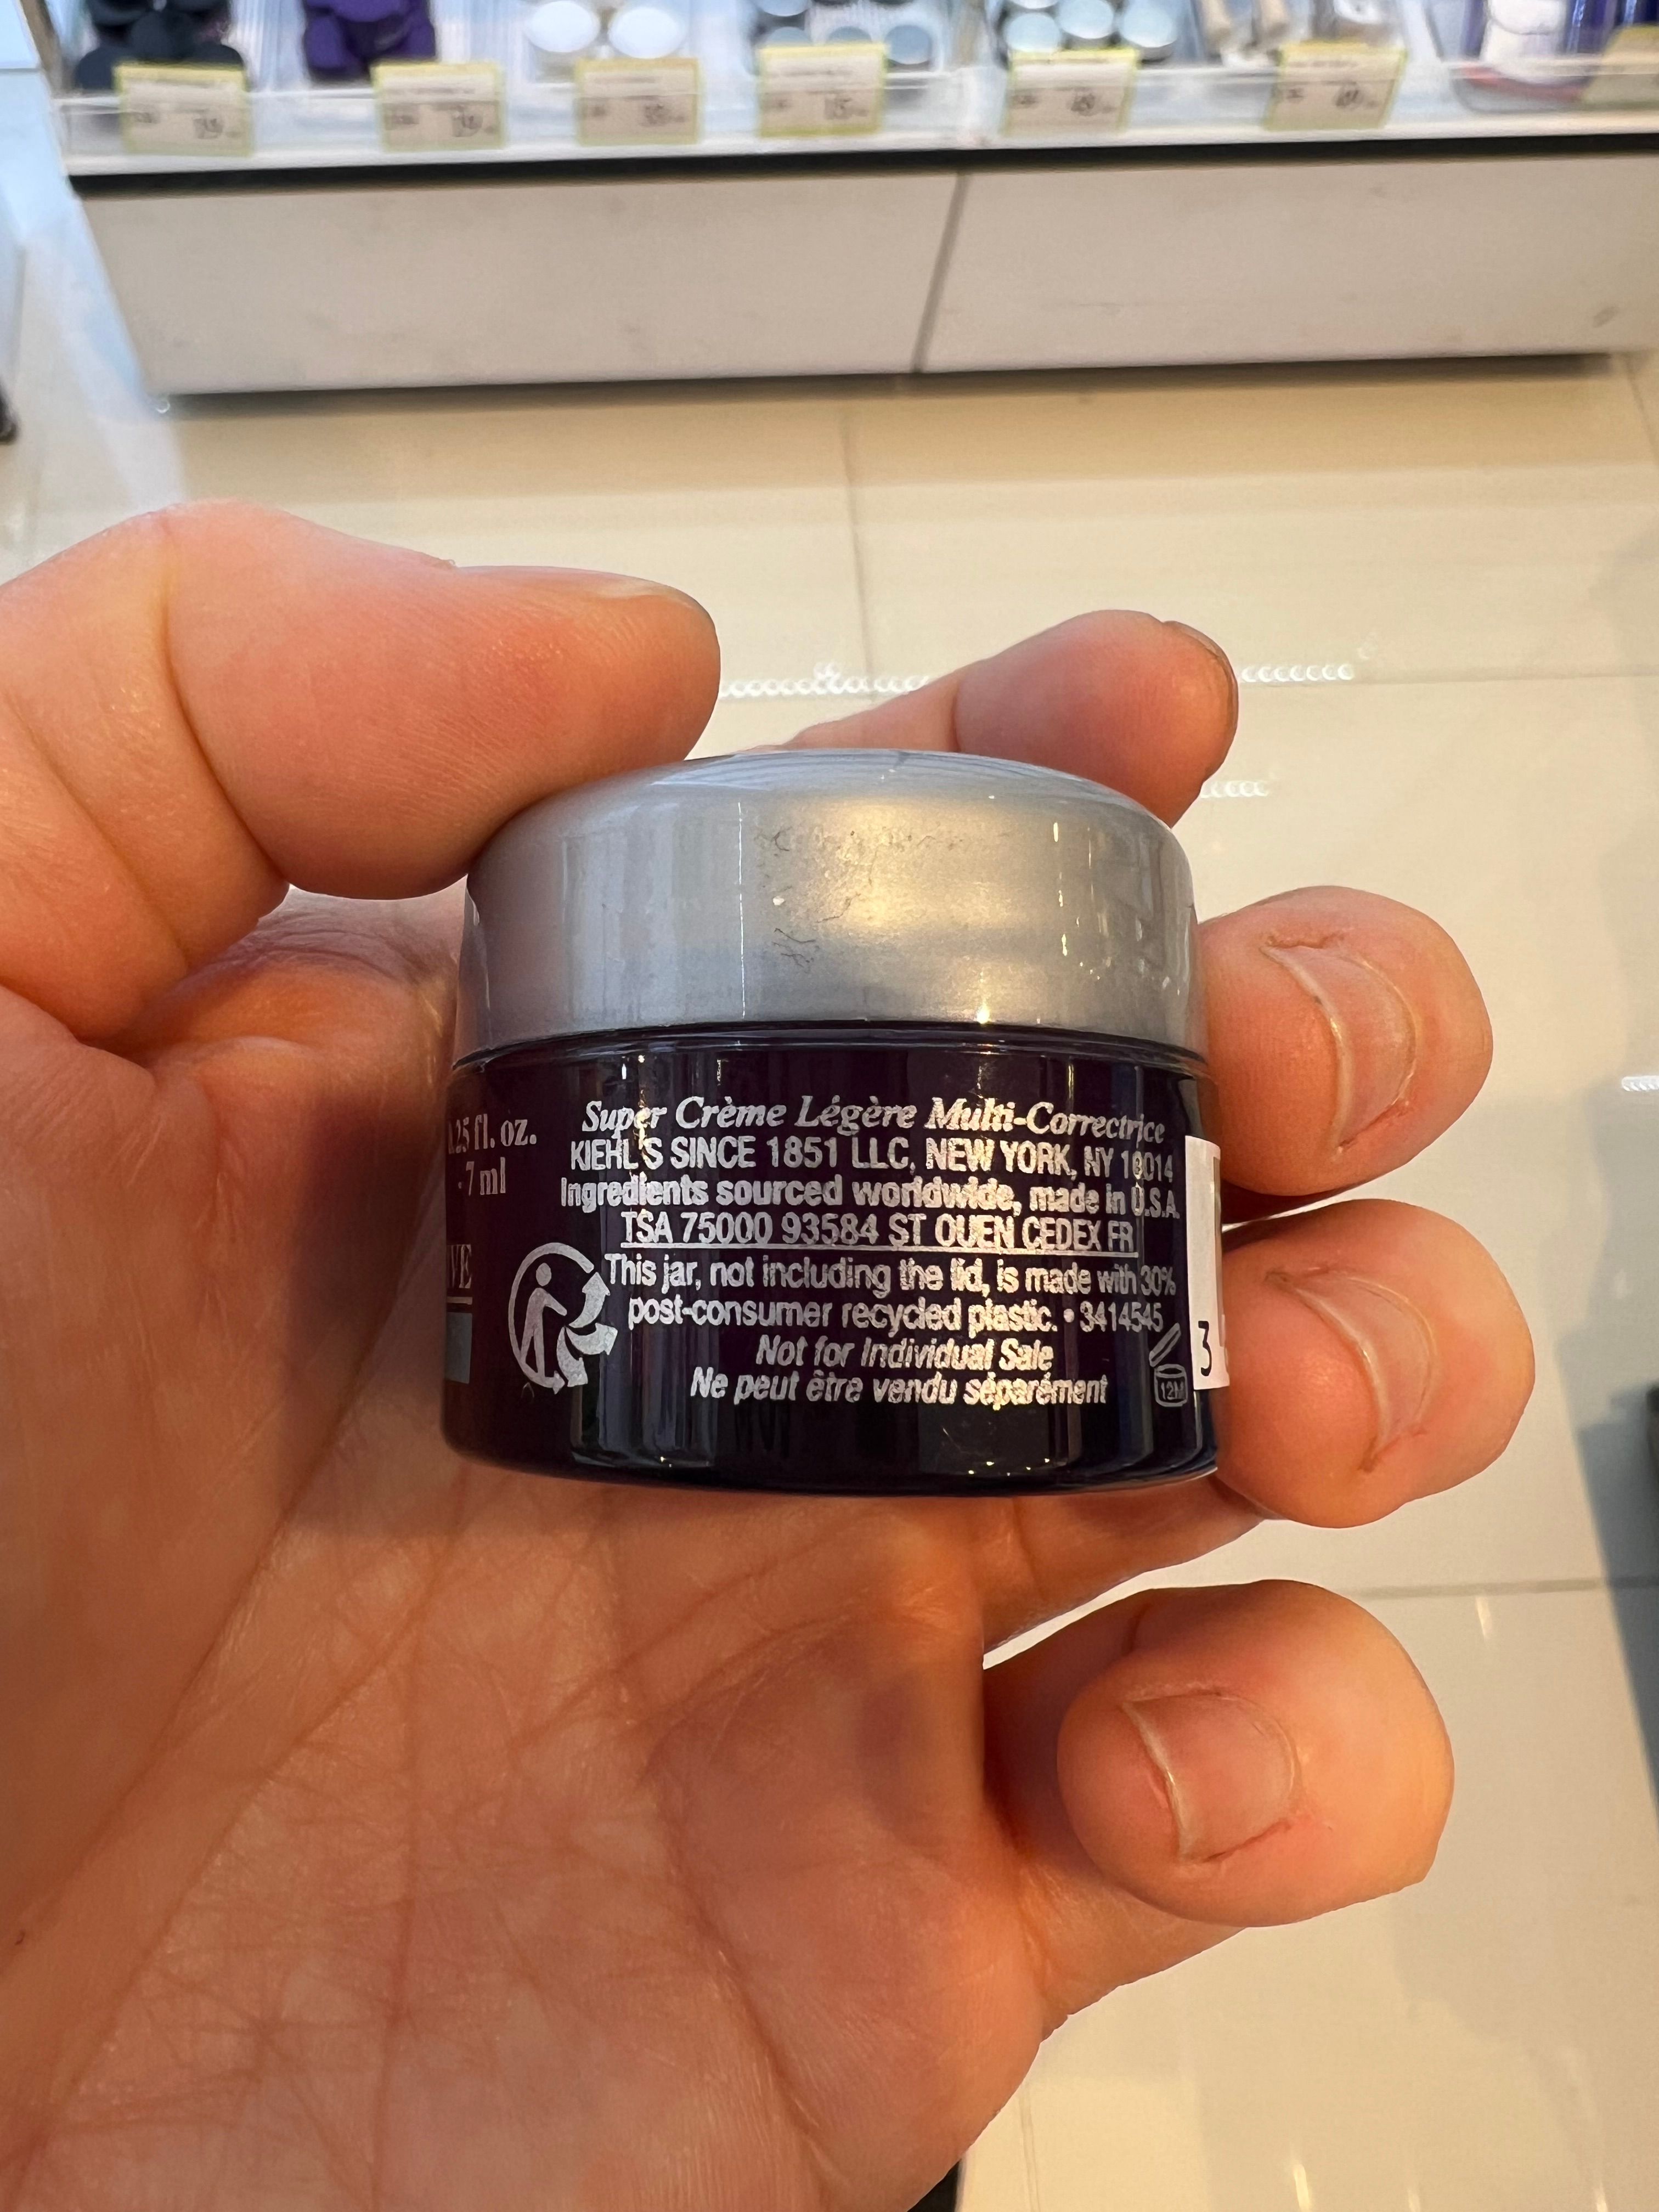 .25 fl. oz.
- 7 ml
VE
Super Crème Légère Multi-Correctrice
KIEHL'S SINCE 1851 LLC, NEW YORK, NY 10014
Ingredients sourced worldwide, made in U.S.A.
TSA 75000 93584 ST OUEN CEDEX FR
This jar, not including the lid, is made with 30%
post-consumer recycled plastic. • 3414545
Not for Individual Sale
Ne peut être vendu séparément
12M
3